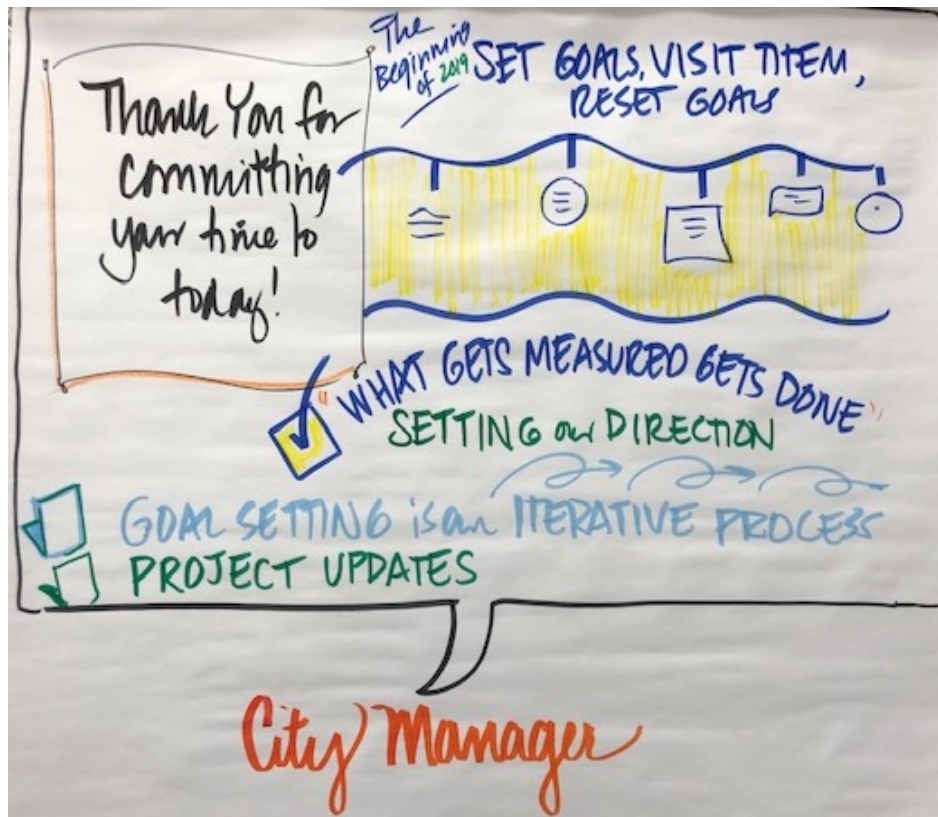 Thank You for
committing
your time to
today!
The
Beginning
of 2019
SET GOALS, VISIT THEM,
RESET GOALS
"WHAT GETS MEASURED GETS DONE"
SETTING our DIRECTION
GOAL SETTING is an ITERATIVE PROCESS
PROJECT UPDATES
City Manager